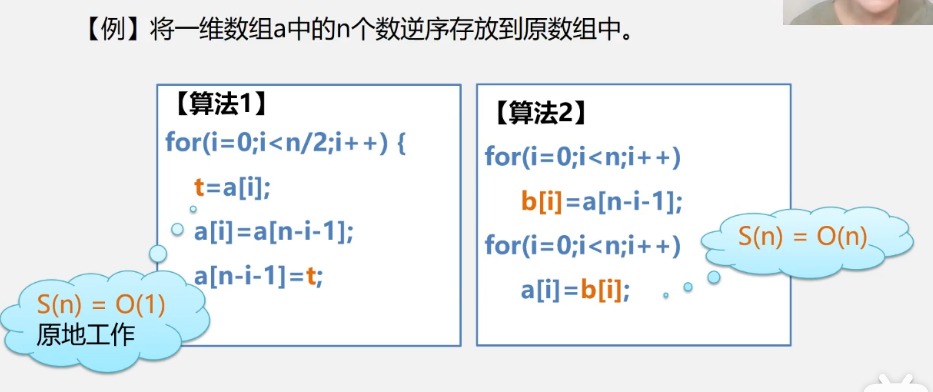 【例】将一维数组a中的n个数逆序存放到原数组中。
【算法1】
for(i=0;i<n/2;i++) {
t=a[i];
a[i]=a[n-i-1];
a[n-i-1]=t;
S(n) = O(1)
原地工作
【算法2】
for(i=0;i<n;i++)
b[i]=a[n-i-1];
for(i=0;i<n;i++)
a[i]=b[i];
S(n) = O(n)